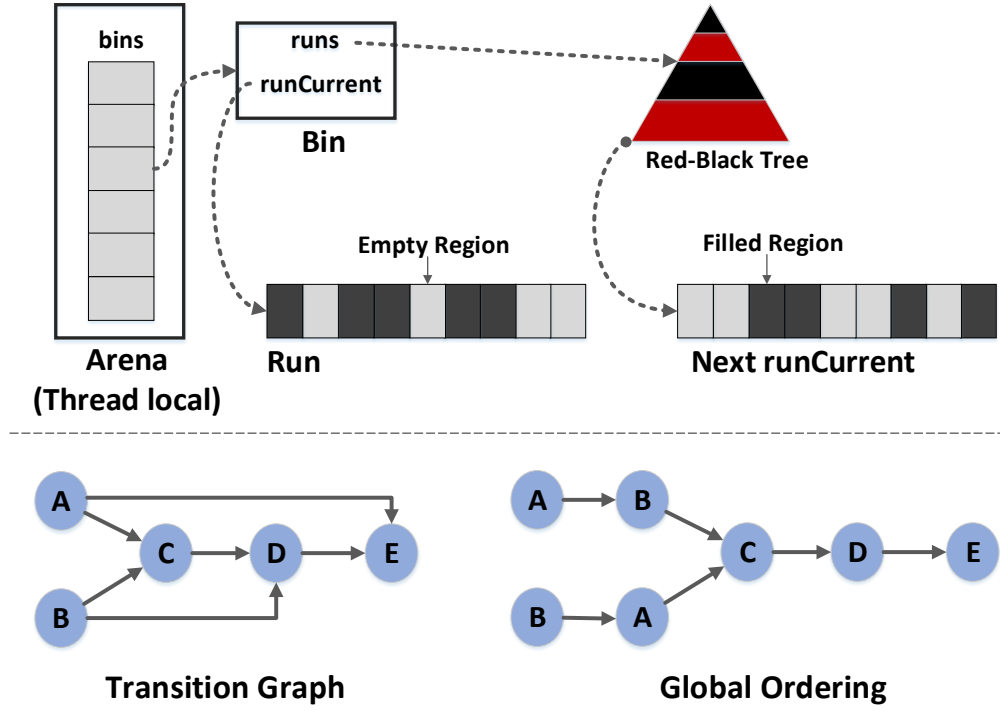 bins
runs
runCurrent
Bin
Red-Black Tree
Empty Region
Filled Region
Arena
(Thread local)
Run
Next runCurrent
A
C
D
E
B
Transition Graph
A
B
C
D
E
B
A
Global Ordering